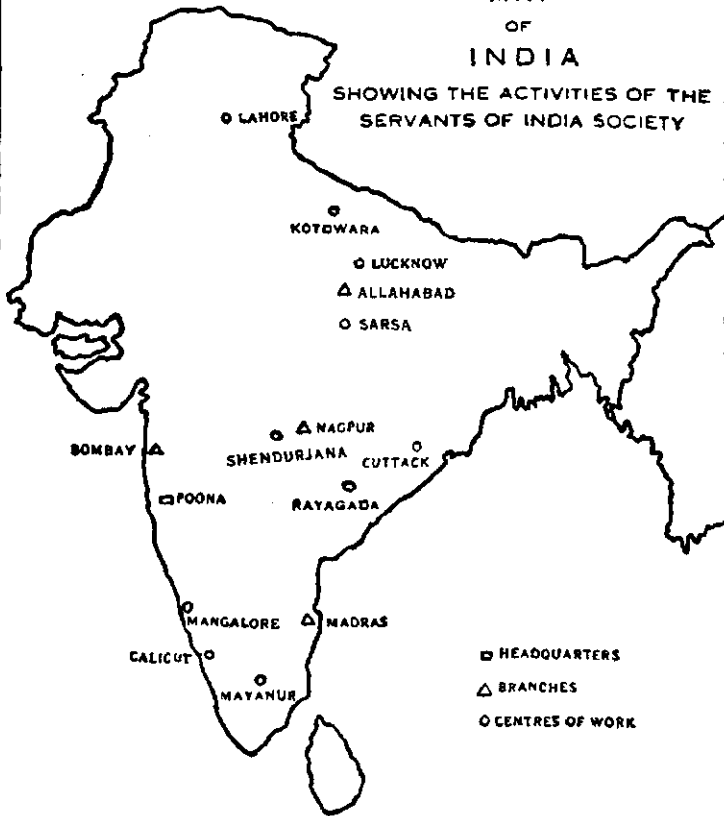 OF
INDIA
SHOWING THE ACTIVITIES OF THE
SERVANTS OF INDIA SOCIETY
LAHORE
KOTDWARA
LUCKNOW
ALLAHABAD
SARSA
NAGPUR
BOMBAY
SHENDURJANA
CUTTACK
POONA
RAYAGADA
MANGALORE
MADRAS
CALICUT
MAYANUR
HEADQUARTERS
BRANCHES
CENTRES OF WORK